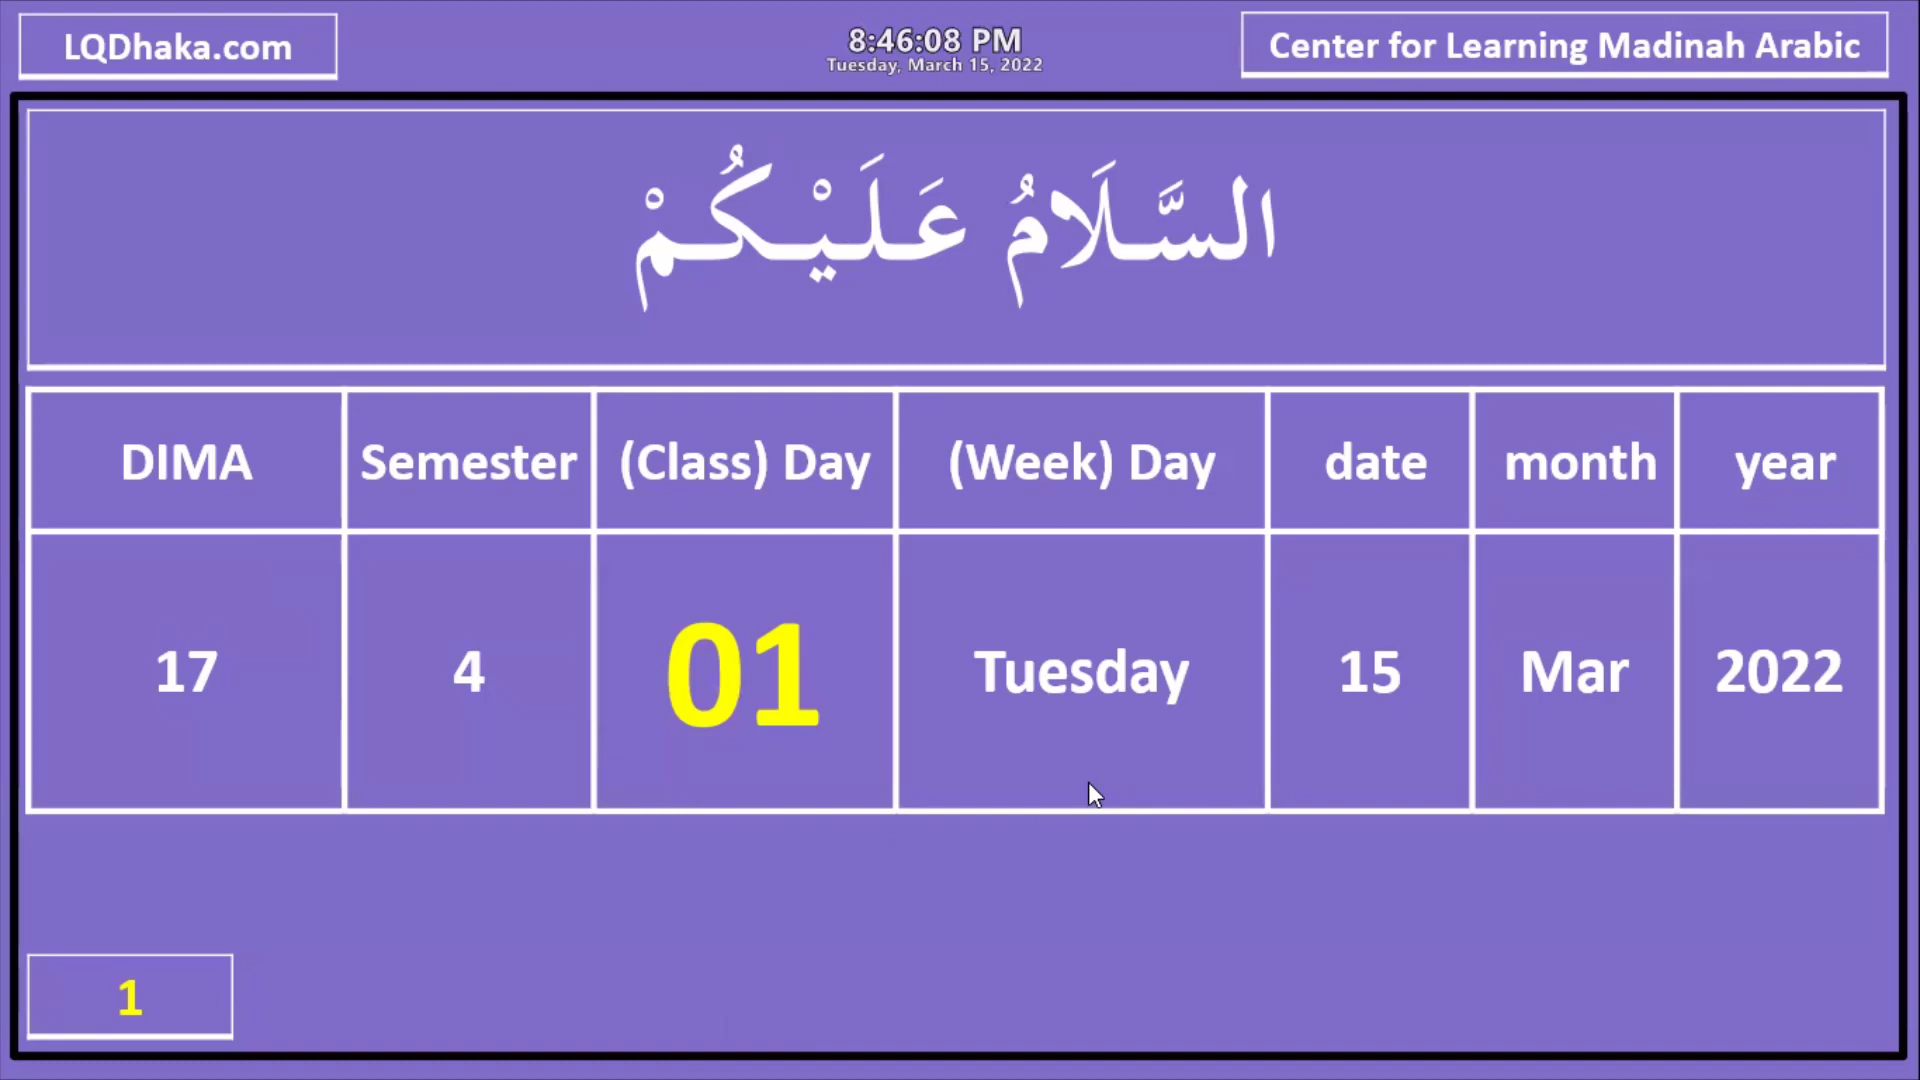 LQDhaka.com
8:46:08 PM
Tuesday, March 15, 2022
Center for Learning Madinah Arabic
السَّلَامُ عَلَيْكُمْ
DIMA Semester (Class) Day (Week) Day date month year
17 4 01 Tuesday 15 Mar 2022
1